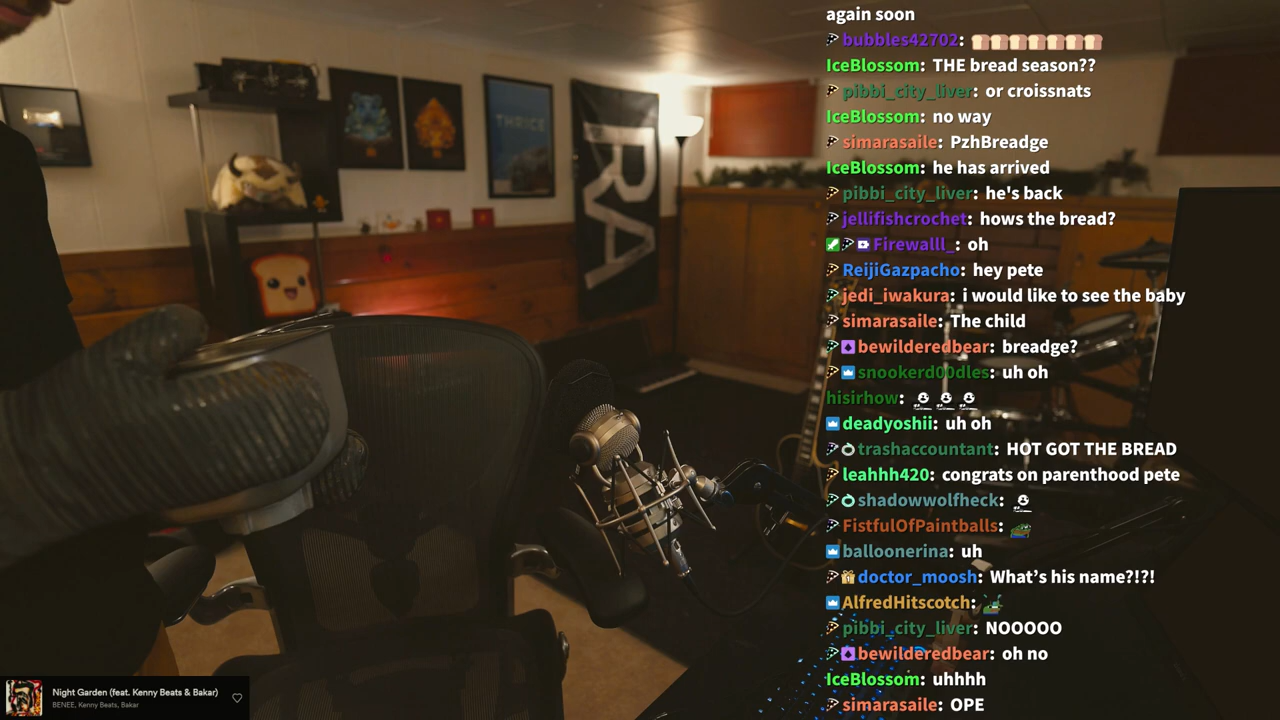 again soon
bubbles42702:
IceBlossom: THE bread season??
pibbi_city_liver: or croissnats
IceBlossom: no way
simarasaile: PzhBreadge
IceBlossom: he has arrived
pibbi_city_liver: he's back
jellifishcrochet: hows the bread?
Firewalll_: oh
ReijiGazpacho: hey pete
jedi_iwakura: i would like to see the baby
simarasaile: The child
bewilderedbear: breadge?
snookerd00dles: uh oh
hisirhow:
deadyoshii: uh oh
trashaccountant: HOT GOT THE BREAD
leahhh420: congrats on parenthood pete
shadowwolfheck:
FistfulOfPaintballs:
balloonerina: uh
doctor_moosh: What's his name?!?!
AlfredHitscotch:
pibbi_city_liver: NOOOOO
bewilderedbear: oh no
IceBlossom: uhhhh
simarasaile: OPE
THRICE
RA
Night Garden (feat. Kenny Beats & Bakar)
BENEE, Kenny Beats, Bakar